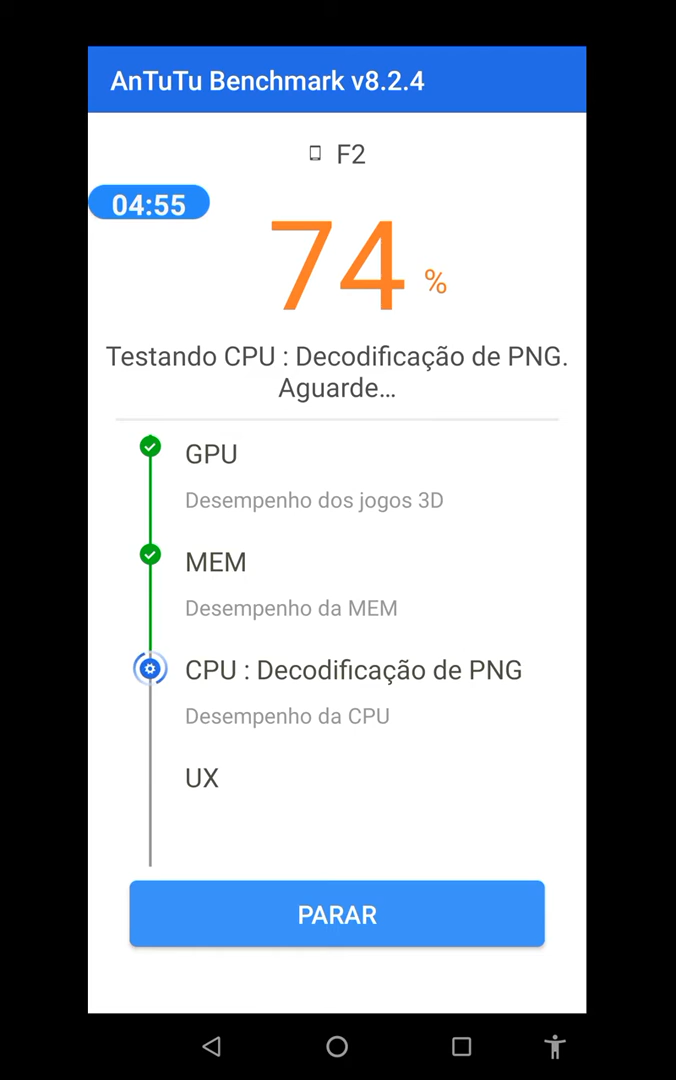 AnTuTu Benchmark v8.2.4
F2
04:55
74 %
Testando CPU : Decodificação de PNG.
Aguarde...
GPU
Desempenho dos jogos 3D
MEM
Desempenho da MEM
CPU : Decodificação de PNG
Desempenho da CPU
UX
PARAR